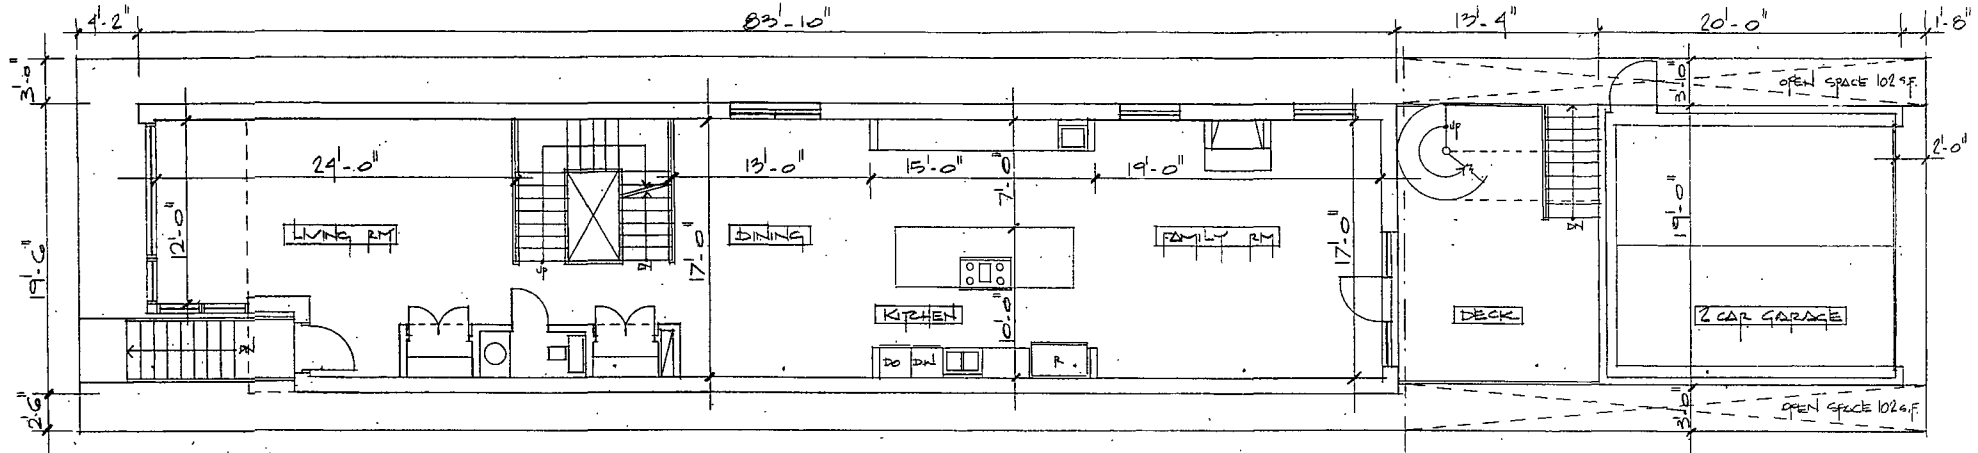 4'-2" 83'-10" 13'-4" 20'-0" 1'-8"
3'-0"
3'-0"
OPEN SPACE 102 S.F.
UP
2'-0"
24'-0" 13'-0" 15'-0" 7'-0" 19'-0"
12'-0" 17'-0" 17'-0" 19'-0"
LIVING RM DINING FAMILY RM
DN
UP DN
19'-6"
KITCHEN 10'-0" DECK 2 CAR GARAGE
DN
DO DW R.
2'-6"
3'-0"
OPEN SPACE 102 S.F.